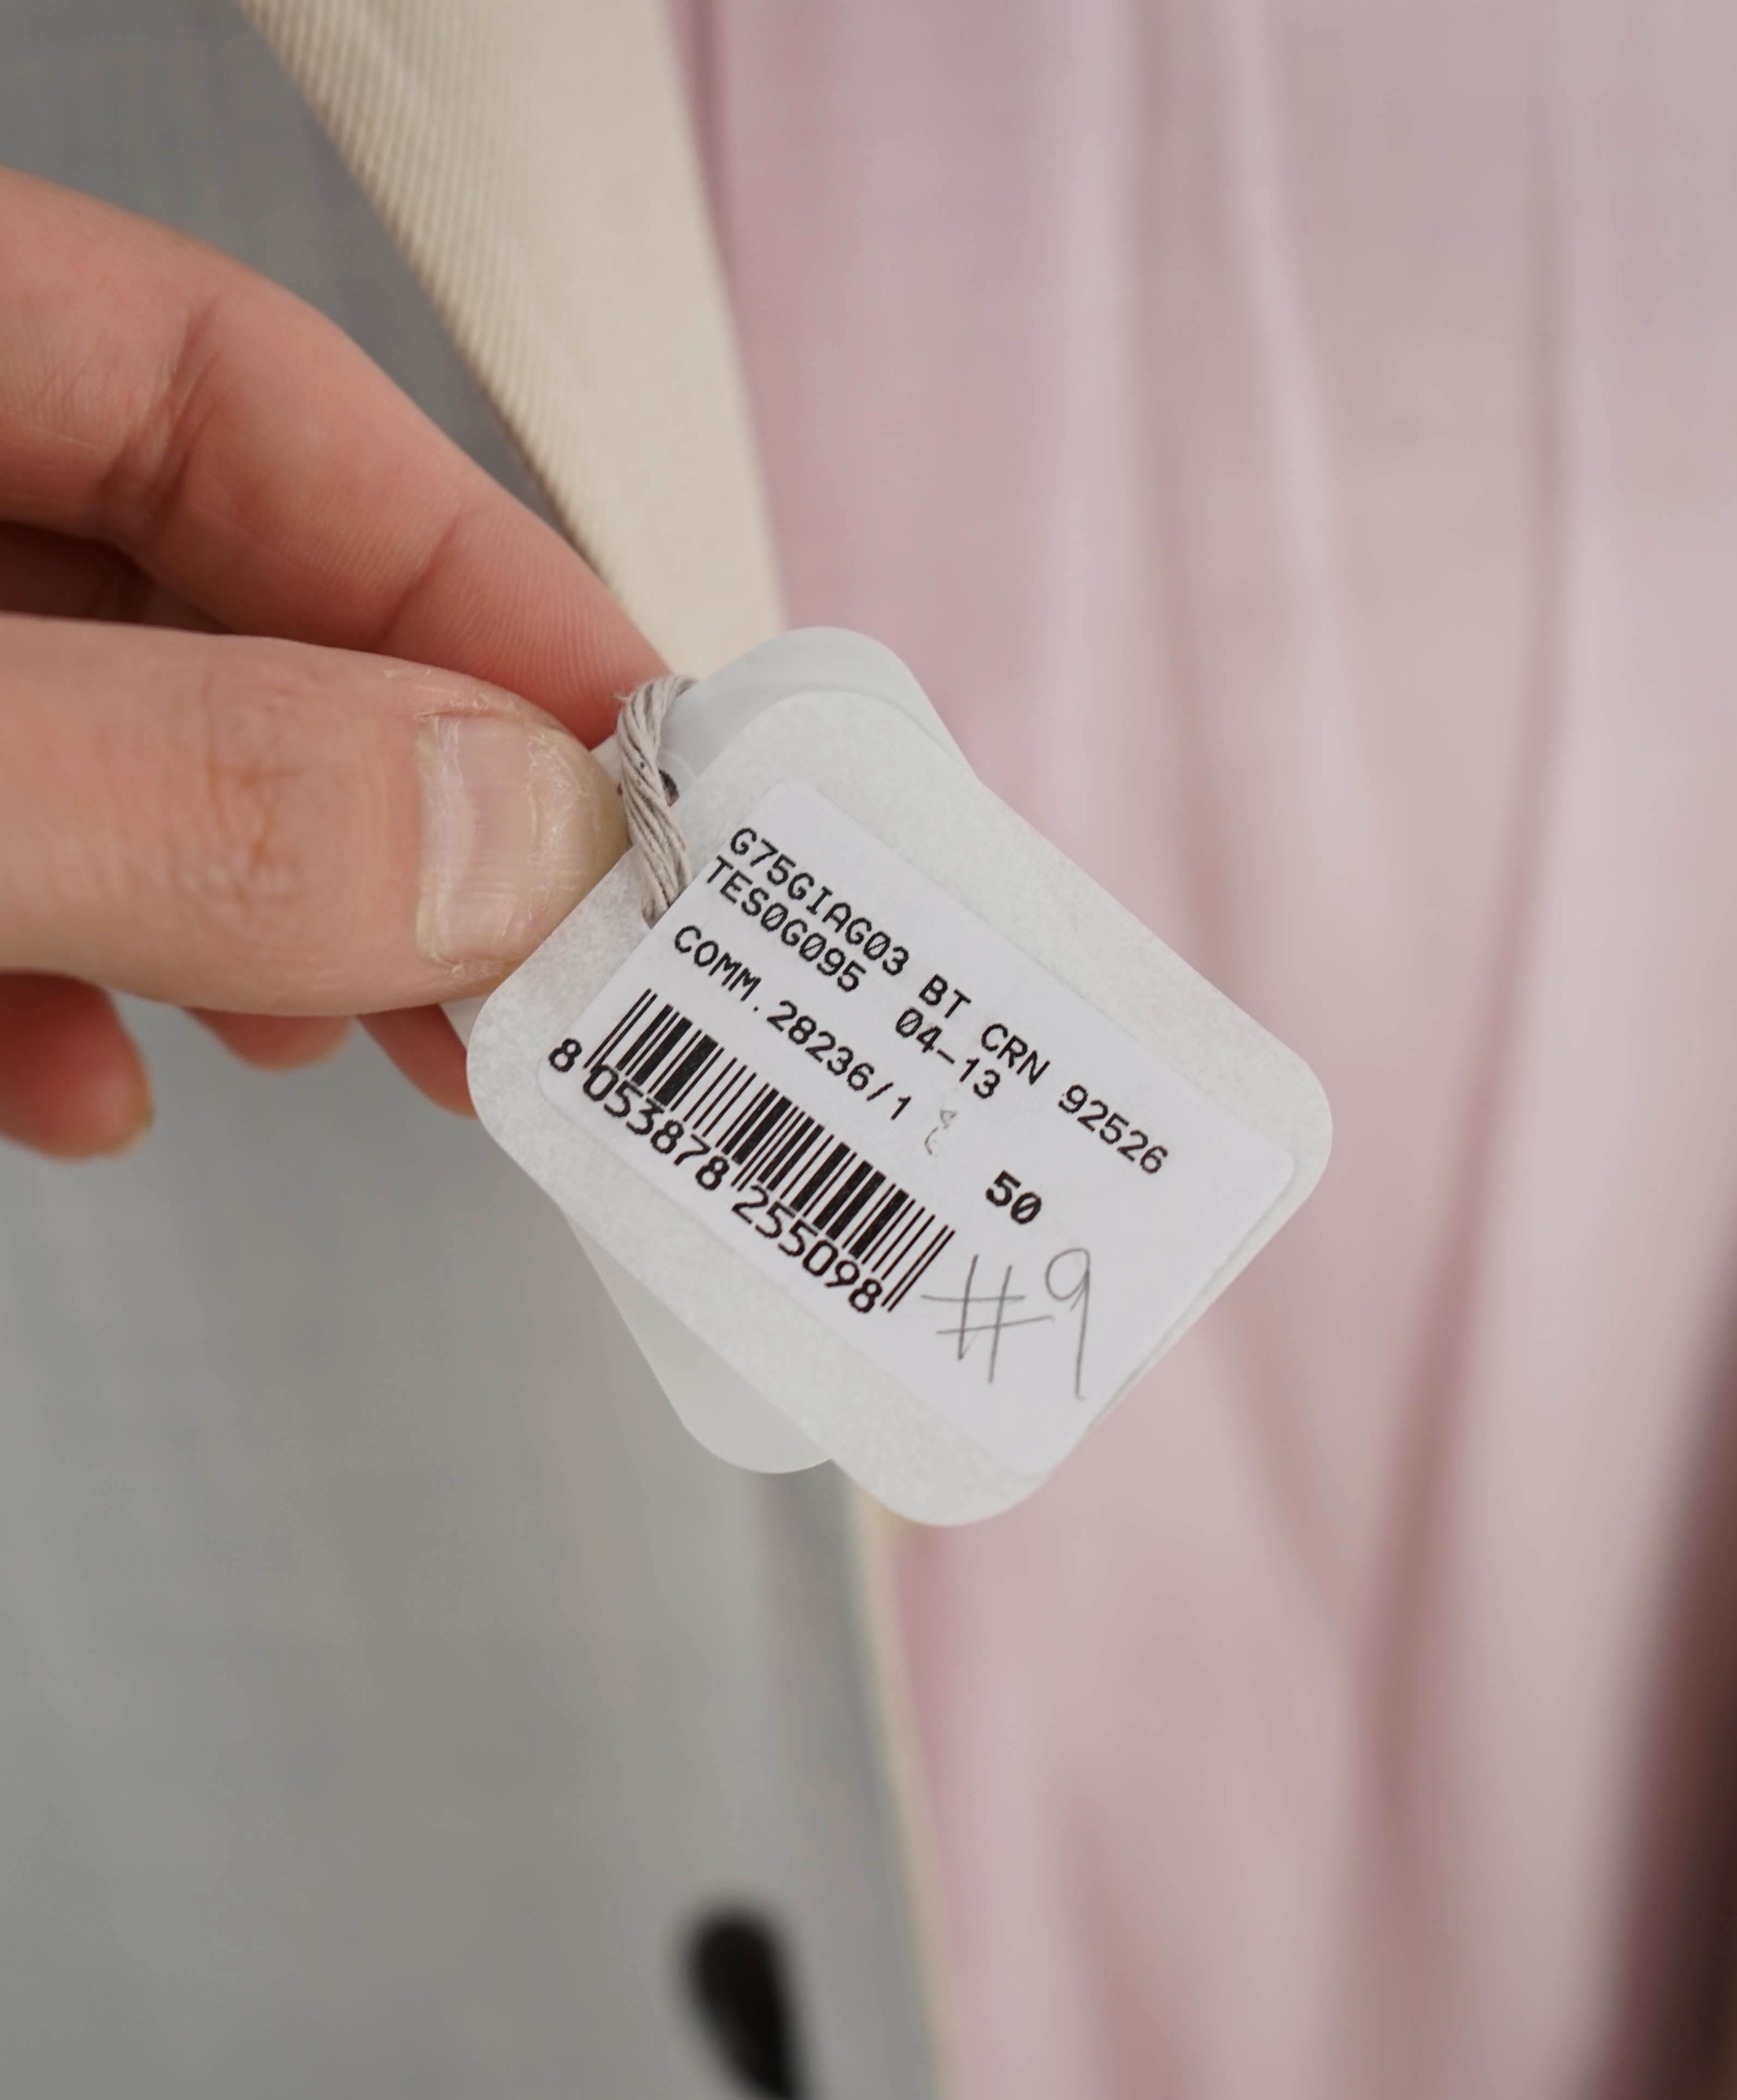 G75GIAG03 BT CRN 92526
TES0G095 04-13
COMM.28236/1
50
8 053878 255098
#9